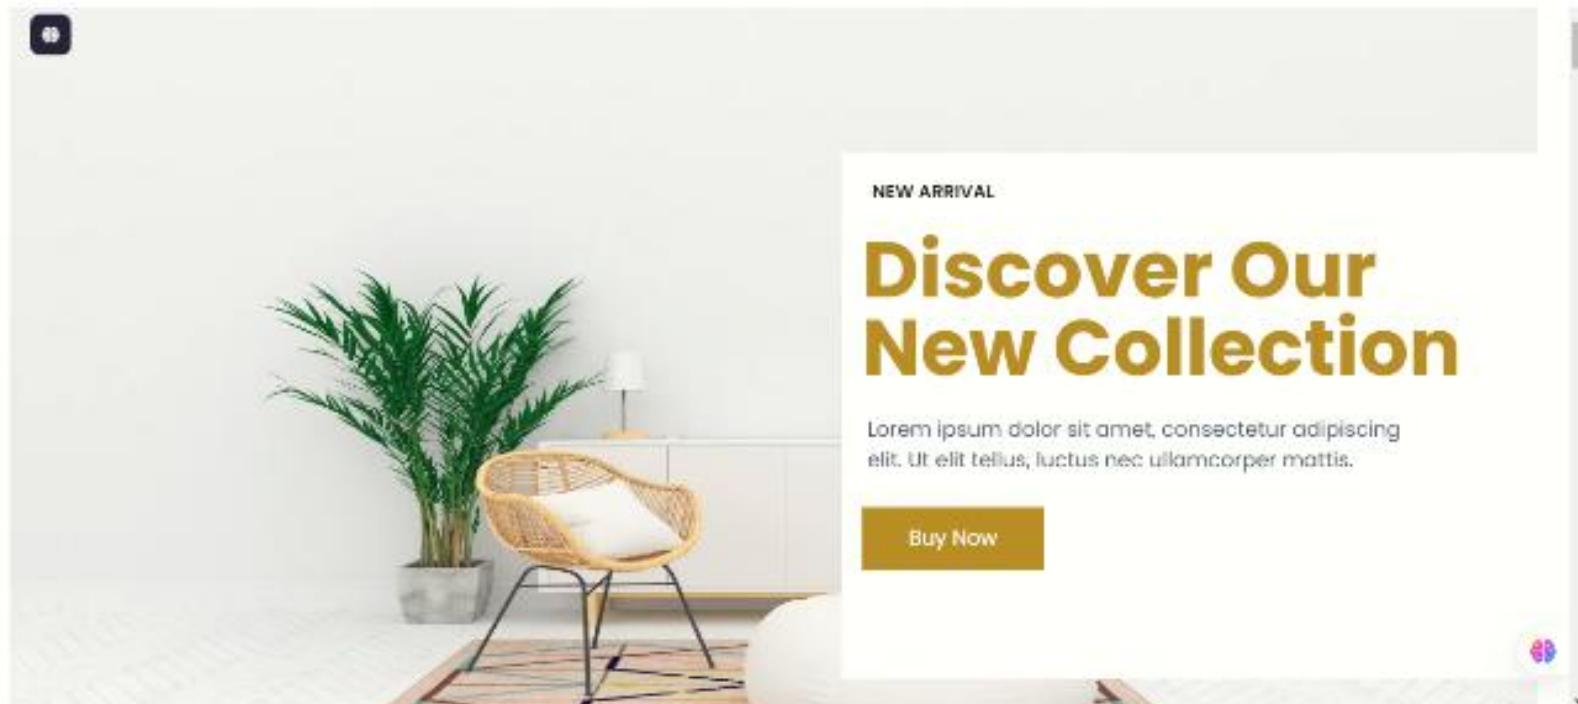 NEW ARRIVAL
Discover Our
New Collection
Lorem ipsum dolor sit amet, consectetur adipiscing
elit. Ut elit tellus, luctus nec ullamcorper mattis.
Buy Now